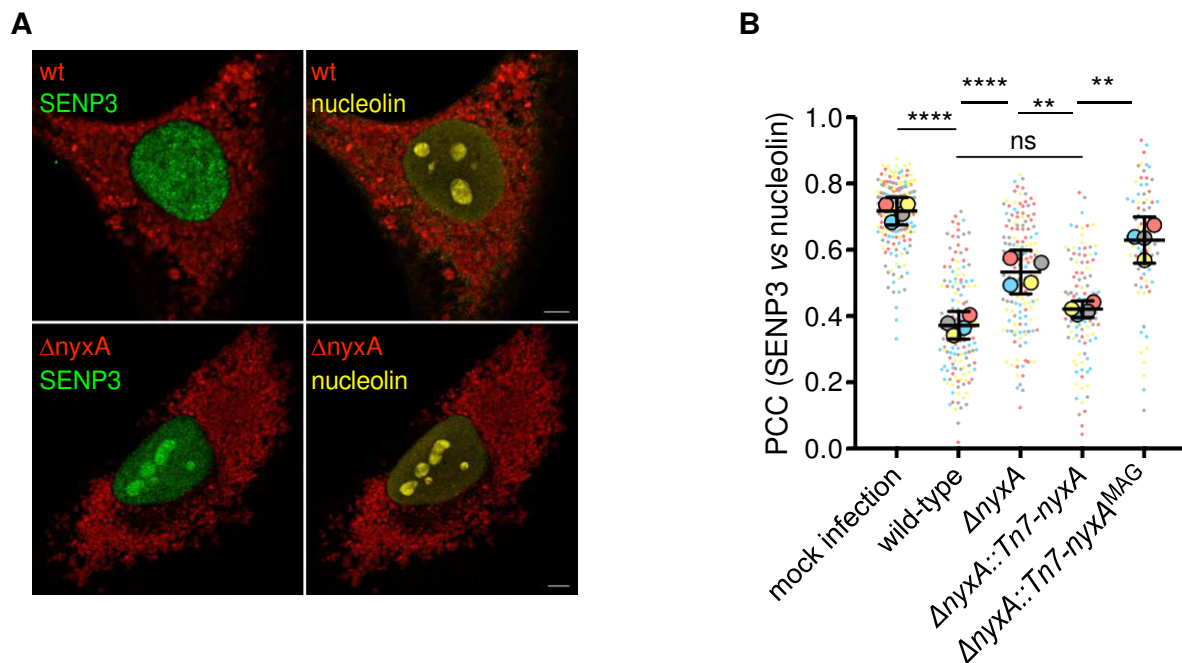 A
wt
SENP3
wt
nucleolin
ΔnyxA
SENP3
ΔnyxA
nucleolin
B
PCC (SENP3 vs nucleolin)
1.0
0.8
0.6
0.4
0.2
0.0
****
****
**
**
ns
mock infection
wild-type
ΔnyxA
ΔnyxA::Tn7-nyxA
ΔnyxA::Tn7-nyxA^MAG